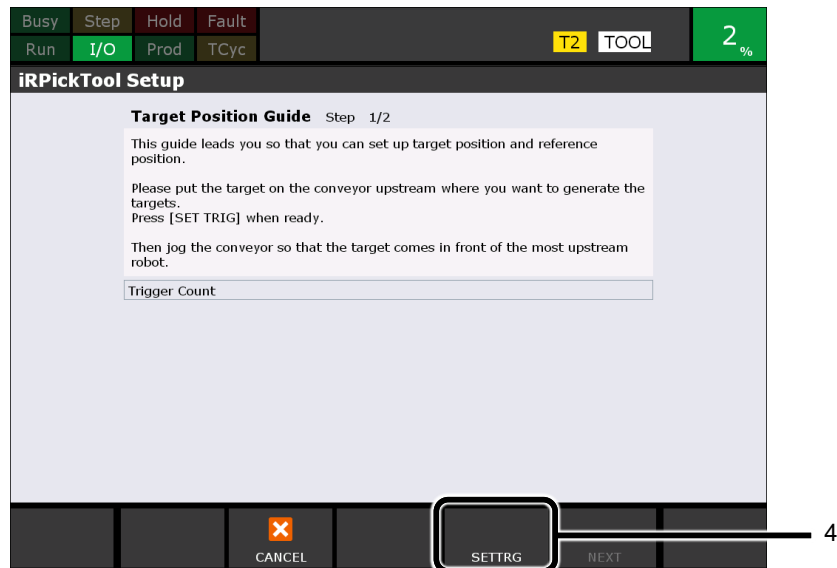 Busy Step Hold Fault
Run I/O Prod TCyc
T2 TOOL
2 %
iRPickTool Setup
Target Position Guide Step 1/2
This guide leads you so that you can set up target position and reference
position.
Please put the target on the conveyor upstream where you want to generate the
targets.
Press [SET TRIG] when ready.
Then jog the conveyor so that the target comes in front of the most upstream
robot.
Trigger Count
CANCEL SETTRG NEXT
4